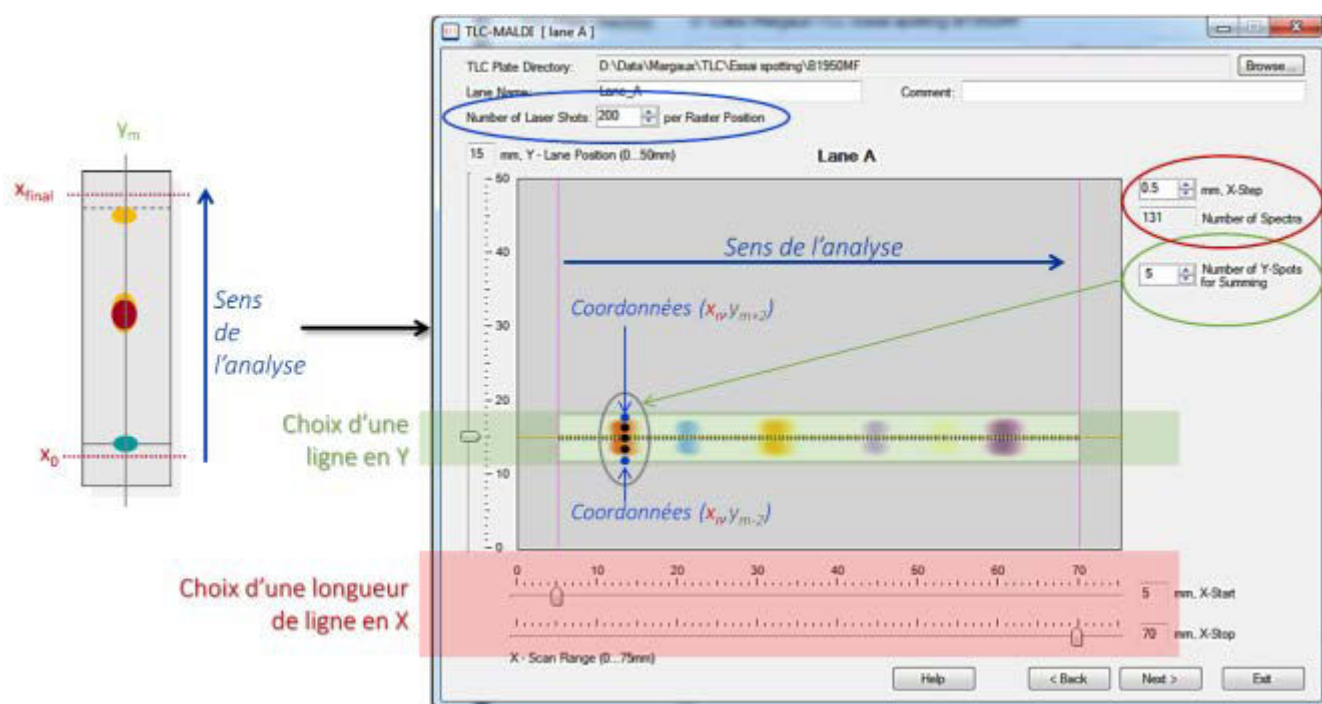 TLC-MALDI [ lane A ]
TLC Plate Directory: D:\Data\Margaux\TLC\Essai spotting\B1950MF Browse...
Lane Name: Lane_A Comment:
Number of Laser Shots: 200 per Raster Position
15 mm, Y - Lane Position (0...50mm) Lane A
50
40
30
20
10
0
0.5 mm, X-Step
131 Number of Spectra
5 Number of Y-Spots
for Summing
Sens de l'analyse
Coordonnées (xn,ym+2)
Coordonnées (xn,ym-2)
ym
xfinal
Sens
de
l'analyse
x0
Choix d'une
ligne en Y
Choix d'une longueur
de ligne en X
0 10 20 30 40 50 60 70
5 mm, X-Start
70 mm, X-Stop
X - Scan Range (0...75mm)
Help < Back Next > Exit